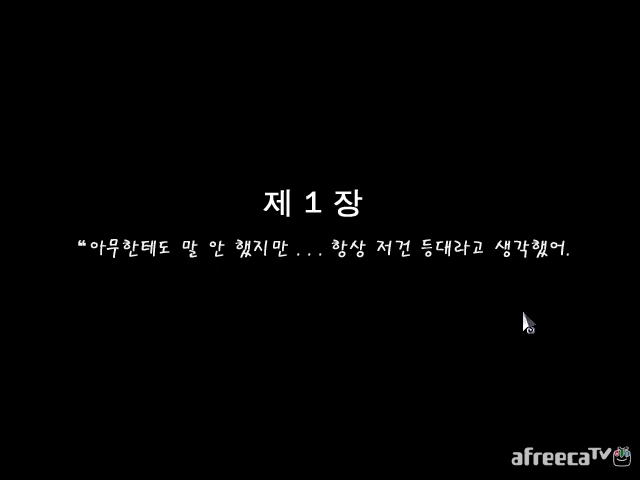 제 1 장
“아무한테도 말 안 했지만 . . . 항상 저건 등대라고 생각했어.
afreecaTV